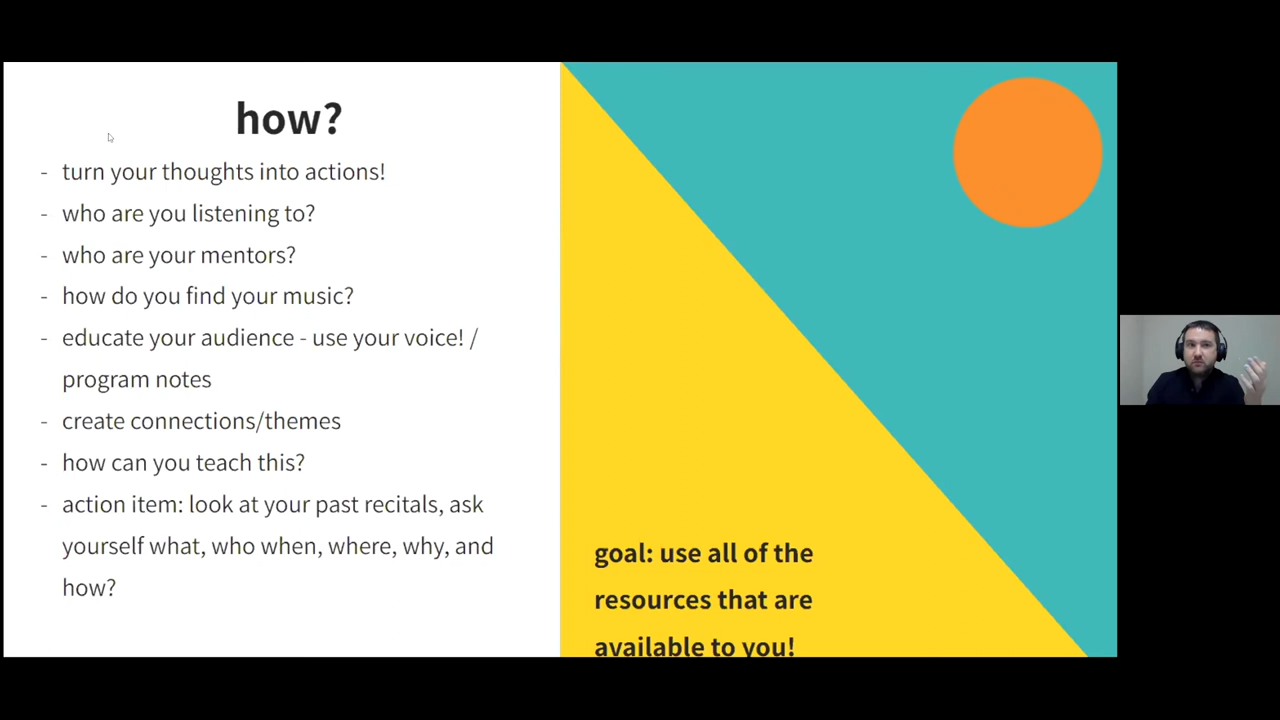 how?
- turn your thoughts into actions!
- who are you listening to?
- who are your mentors?
- how do you find your music?
- educate your audience - use your voice! /
program notes
- create connections/themes
- how can you teach this?
- action item: look at your past recitals, ask
yourself what, who when, where, why, and
how?
goal: use all of the
resources that are
available to you!